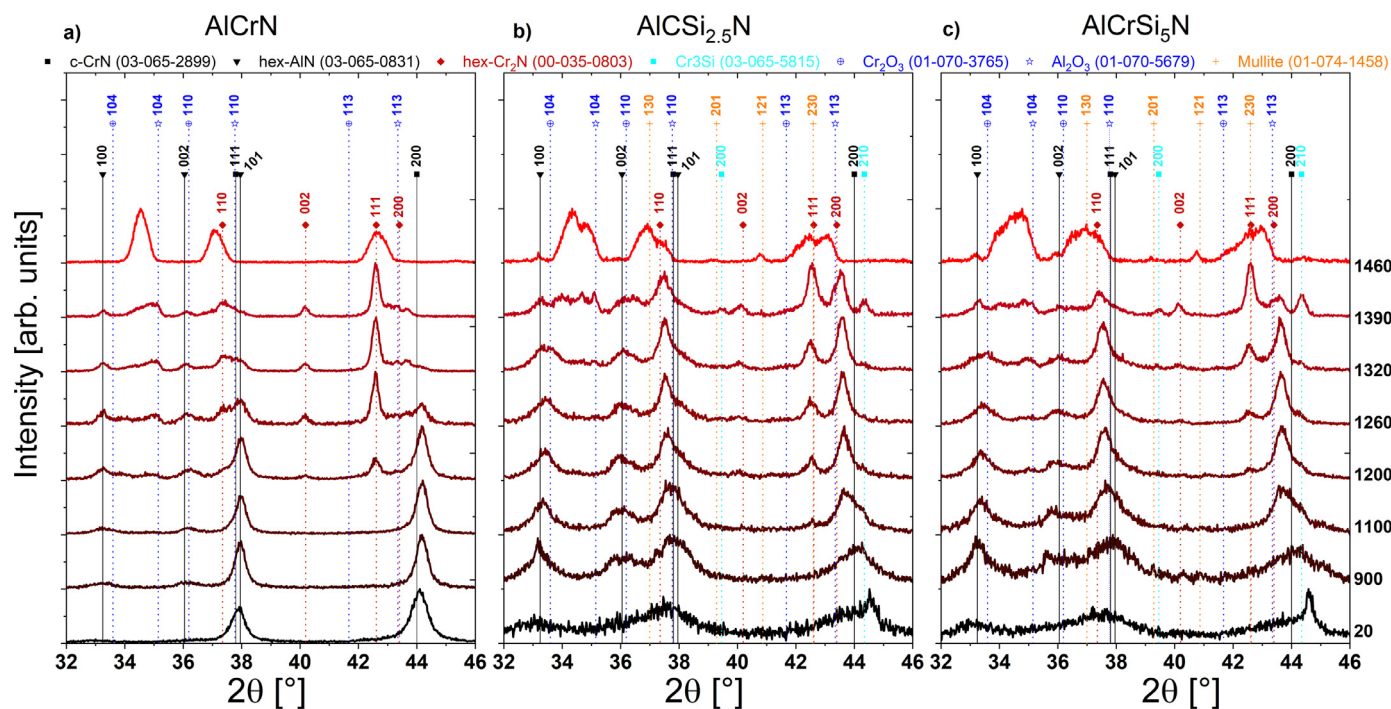 AlCrN AlCSi2.5N AlCrSi5N
a) b) c)
c-CrN (03-065-2899) hex-AlN (03-065-0831) hex-Cr2N (00-035-0803) Cr3Si (03-065-5815) Cr2O3 (01-070-3765) Al2O3 (01-070-5679) Mullite (01-074-1458)
104 104 110 110 113 113
100 002 111 101 200
110 002 111 200
104 104 110 130 110 201 121 113 230 113
100 002 111 101 200 200 210
110 002 111 200
104 104 110 130 110 201 121 113 230 113
100 002 111 101 200 200 210
110 002 111 200
Intensity [arb. units]
1460
1390
1320
1260
1200
1100
900
20
32 34 36 38 40 42 44 46 32 34 36 38 40 42 44 46 32 34 36 38 40 42 44 46
2θ [°] 2θ [°] 2θ [°]